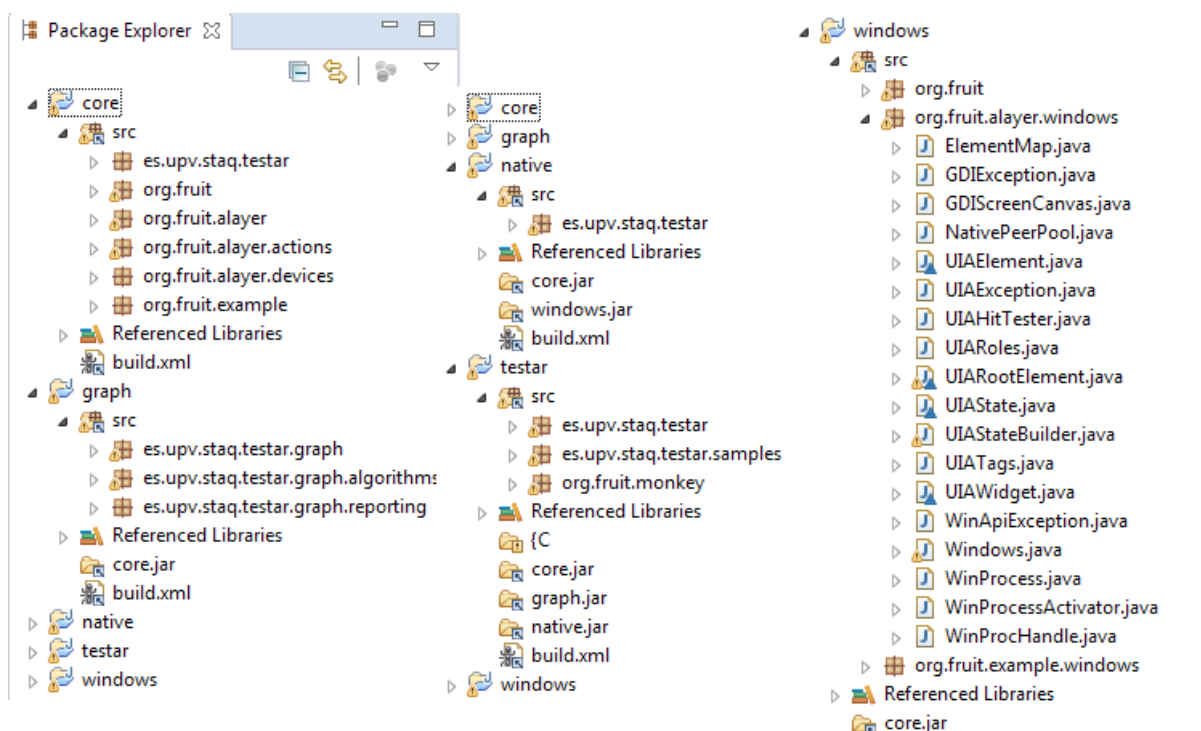 Package Explorer
core
src
es.upv.staq.testar
org.fruit
org.fruit.alayer
org.fruit.alayer.actions
org.fruit.alayer.devices
org.fruit.example
Referenced Libraries
build.xml
graph
src
es.upv.staq.testar.graph
es.upv.staq.testar.graph.algorithms
es.upv.staq.testar.graph.reporting
Referenced Libraries
core.jar
build.xml
native
testar
windows
core
graph
native
src
es.upv.staq.testar
Referenced Libraries
core.jar
windows.jar
build.xml
testar
src
es.upv.staq.testar
es.upv.staq.testar.samples
org.fruit.monkey
Referenced Libraries
{C
core.jar
graph.jar
native.jar
build.xml
windows
windows
src
org.fruit
org.fruit.alayer.windows
ElementMap.java
GDIException.java
GDIScreenCanvas.java
NativePeerPool.java
UIAElement.java
UIAException.java
UIAHitTester.java
UIARoles.java
UIARootElement.java
UIAState.java
UIAStateBuilder.java
UIATags.java
UIAWidget.java
WinApiException.java
Windows.java
WinProcess.java
WinProcessActivator.java
WinProcHandle.java
org.fruit.example.windows
Referenced Libraries
core.jar